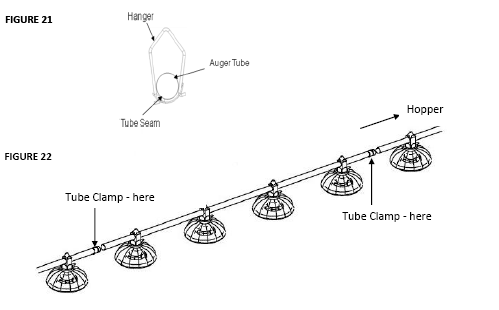 FIGURE 21
Hanger
Auger Tube
Tube Seam
Hopper
FIGURE 22
Tube Clamp - here
Tube Clamp - here